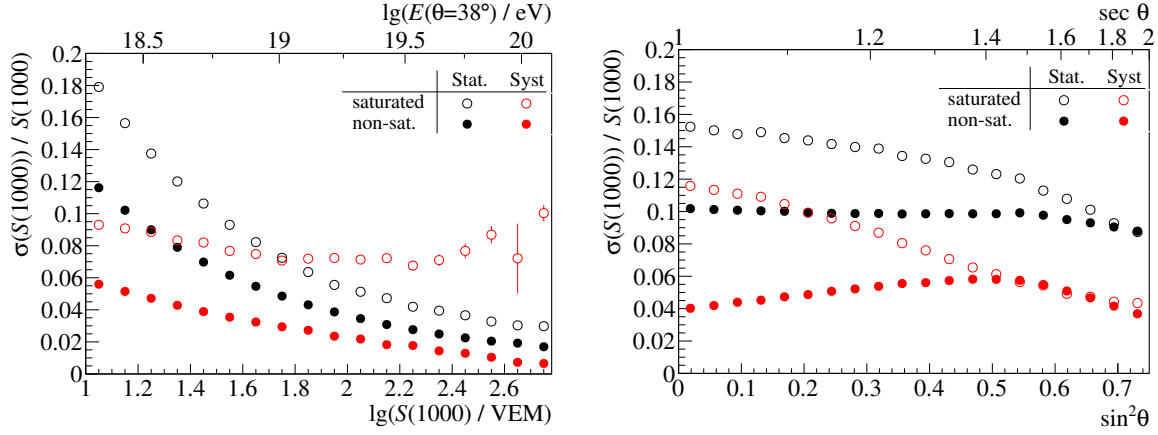 lg(E(θ=38°) / eV)
18.5 19 19.5 20
σ(S(1000)) / S(1000)
0.2
0.18
0.16
0.14
0.12
0.1
0.08
0.06
0.04
0.02
0
Stat. Syst
saturated
non-sat.
1 1.2 1.4 1.6 1.8 2 2.2 2.4 2.6
lg(S(1000) / VEM)
sec θ
1 1.2 1.4 1.6 1.8 2
σ(S(1000)) / S(1000)
0.2
0.18
0.16
0.14
0.12
0.1
0.08
0.06
0.04
0.02
0
Stat. Syst
saturated
non-sat.
0 0.1 0.2 0.3 0.4 0.5 0.6 0.7
sin²θ